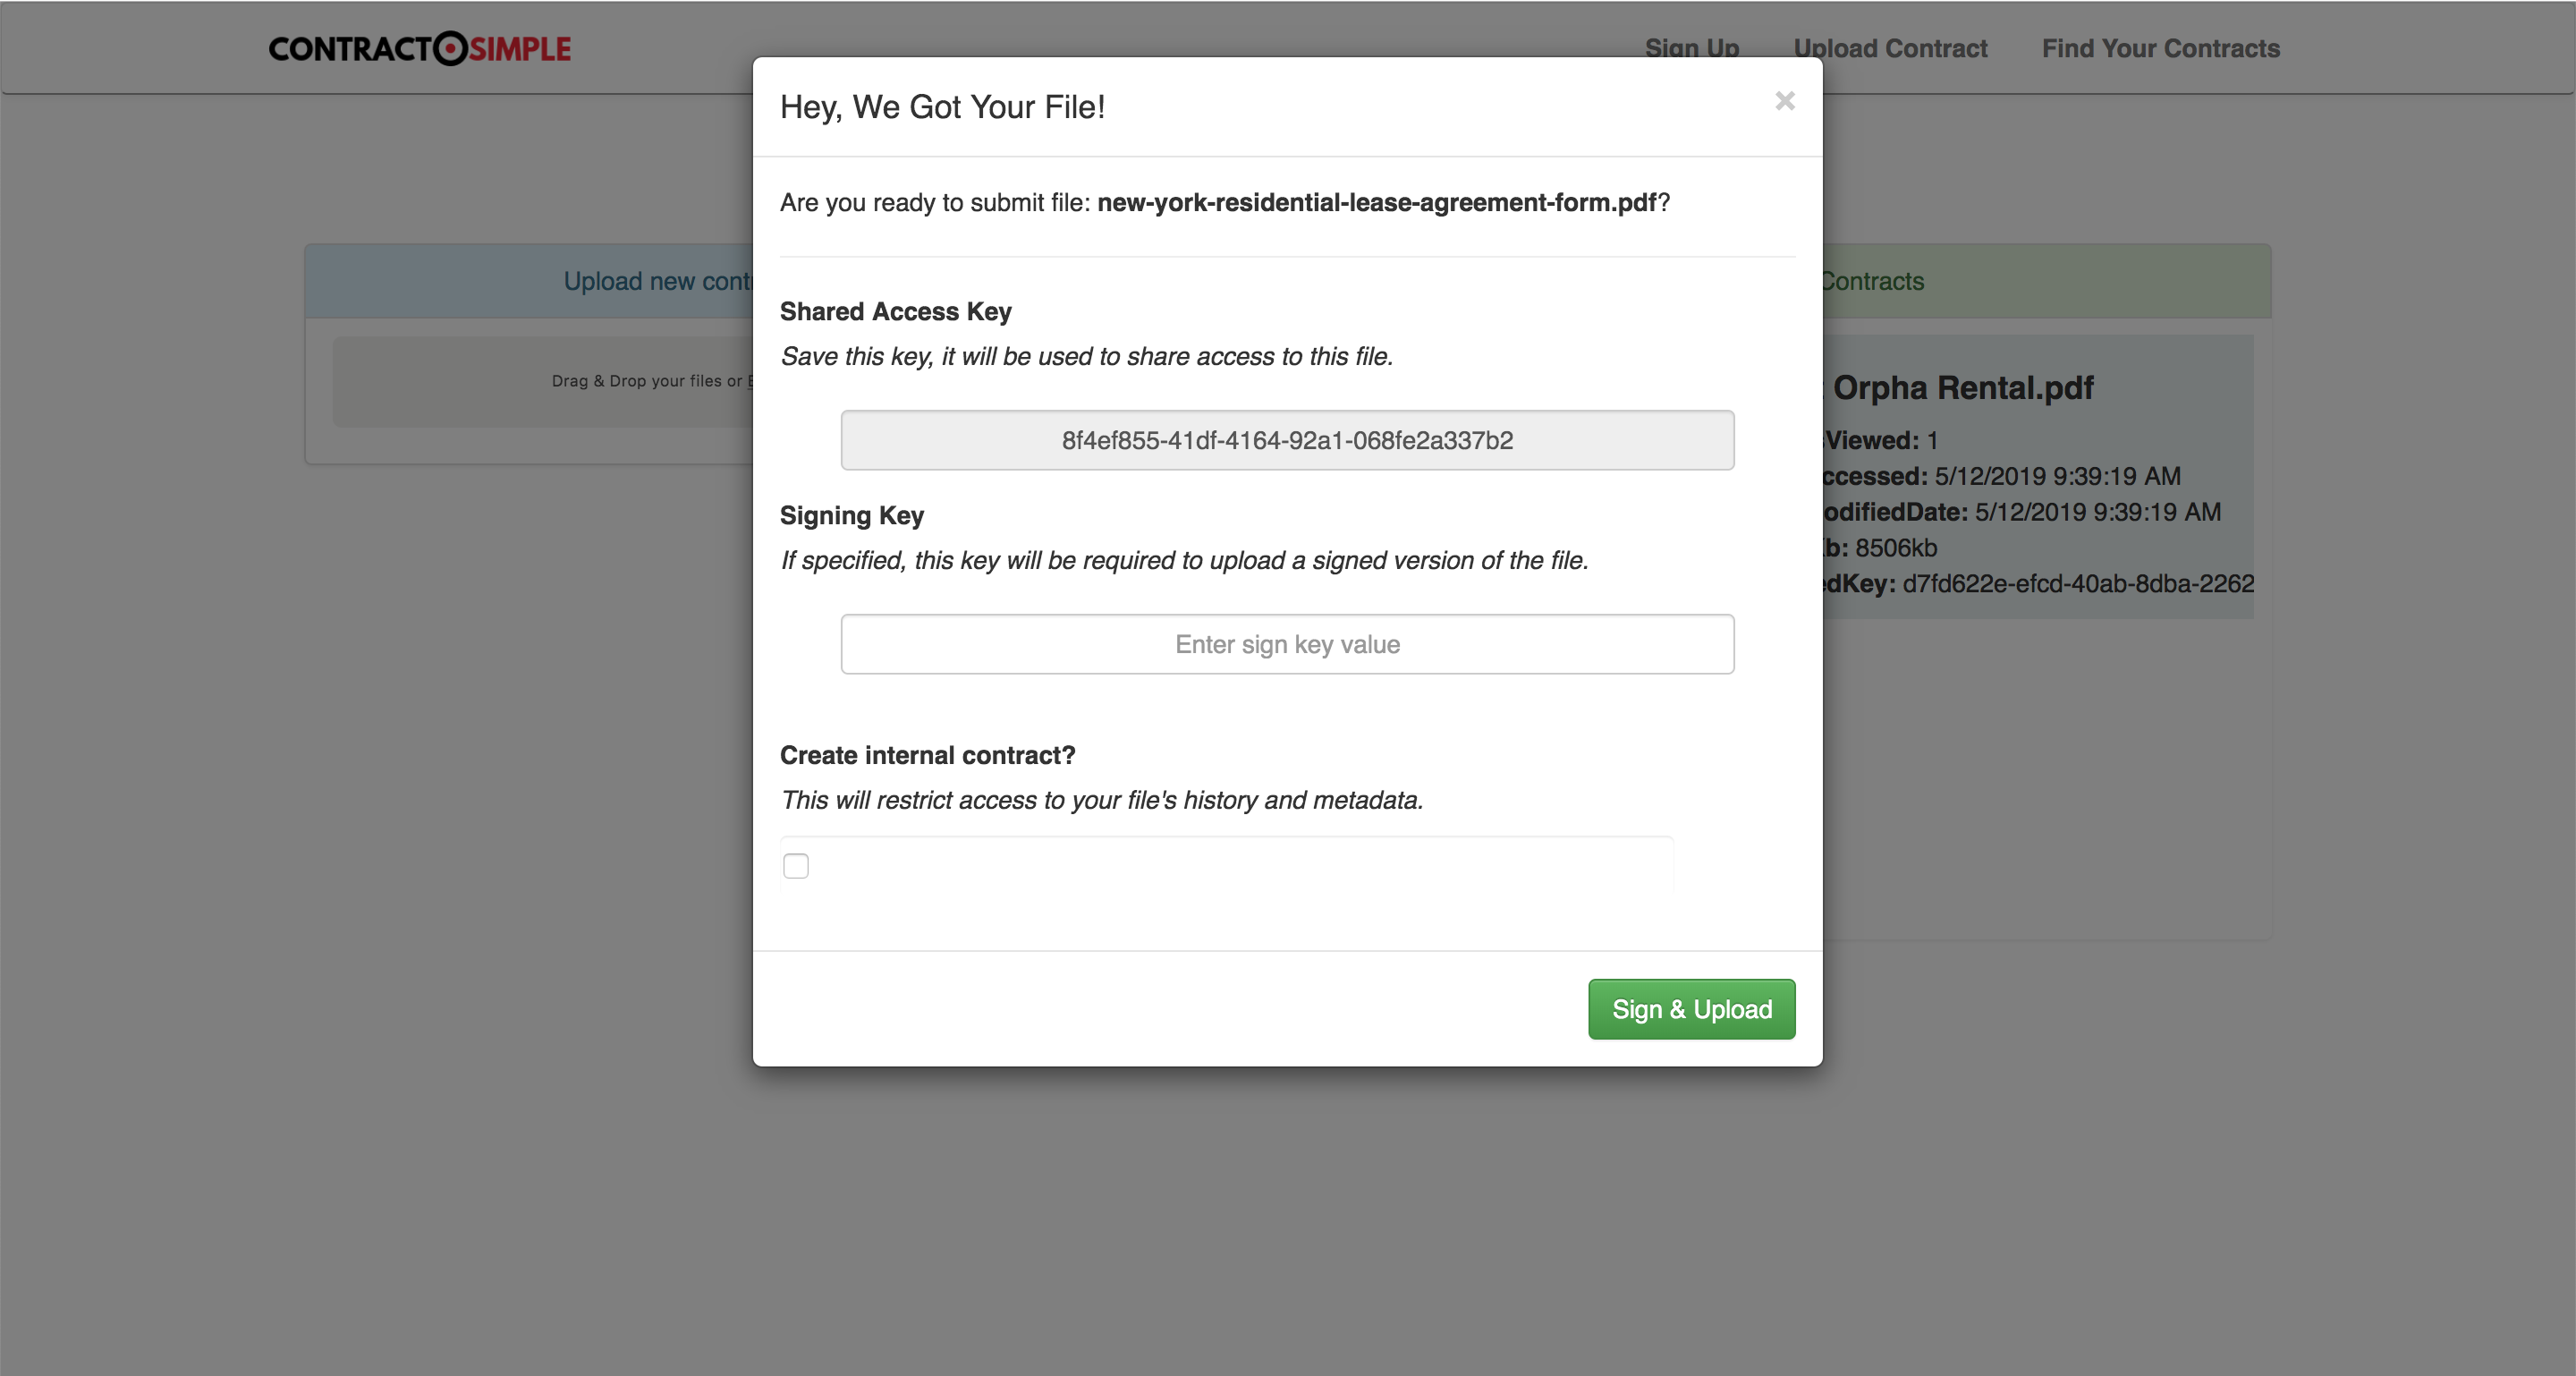 CONTRACTSIMPLE
Sign Up Upload Contract Find Your Contracts
Hey, We Got Your File!
×
Are you ready to submit file: new-york-residential-lease-agreement-form.pdf?
Upload new cont
Contracts
Shared Access Key
Save this key, it will be used to share access to this file.
Drag & Drop your files or
Orpha Rental.pdf
8f4ef855-41df-4164-92a1-068fe2a337b2
sViewed: 1
ccessed: 5/12/2019 9:39:19 AM
Signing Key
odifiedDate: 5/12/2019 9:39:19 AM
If specified, this key will be required to upload a signed version of the file.
b: 8506kb
edKey: d7fd622e-efcd-40ab-8dba-2262
Enter sign key value
Create internal contract?
This will restrict access to your file's history and metadata.
Sign & Upload